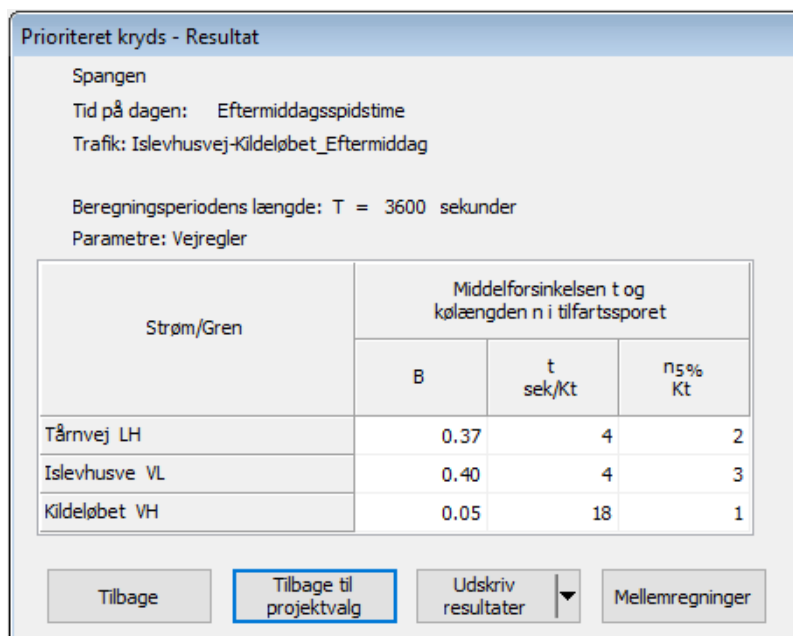 Prioriteret kryds - Resultat
Spangen
Tid på dagen: Eftermiddagsspidstime
Trafik: Islevhusvej-Kildeløbet_Eftermiddag
Beregningsperiodens længde: T = 3600 sekunder
Parametre: Vejregler
Strøm/Gren
Middelforsinkelsen t og
kølængden n i tilfartssporet
B
t
sek/Kt
n5%
Kt
Tårnvej LH 0.37 4 2
Islevhusve VL 0.40 4 3
Kildeløbet VH 0.05 18 1
Tilbage
Tilbage til
projektvalg
Udskriv
resultater
Mellemregninger